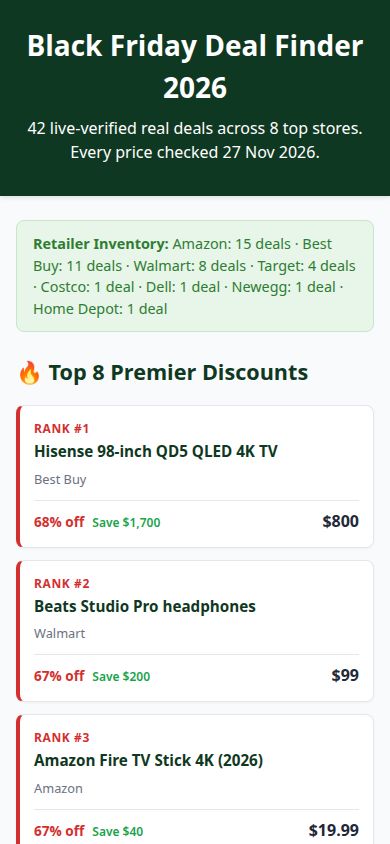 Black Friday Deal Finder
2026
42 live-verified real deals across 8 top stores.
Every price checked 27 Nov 2026.
Retailer Inventory: Amazon: 15 deals · Best
Buy: 11 deals · Walmart: 8 deals · Target: 4 deals
· Costco: 1 deal · Dell: 1 deal · Newegg: 1 deal ·
Home Depot: 1 deal
🔥 Top 8 Premier Discounts
RANK #1
Hisense 98-inch QD5 QLED 4K TV
Best Buy
68% off Save $1,700 $800
RANK #2
Beats Studio Pro headphones
Walmart
67% off Save $200 $99
RANK #3
Amazon Fire TV Stick 4K (2026)
Amazon
67% off Save $40 $19.99